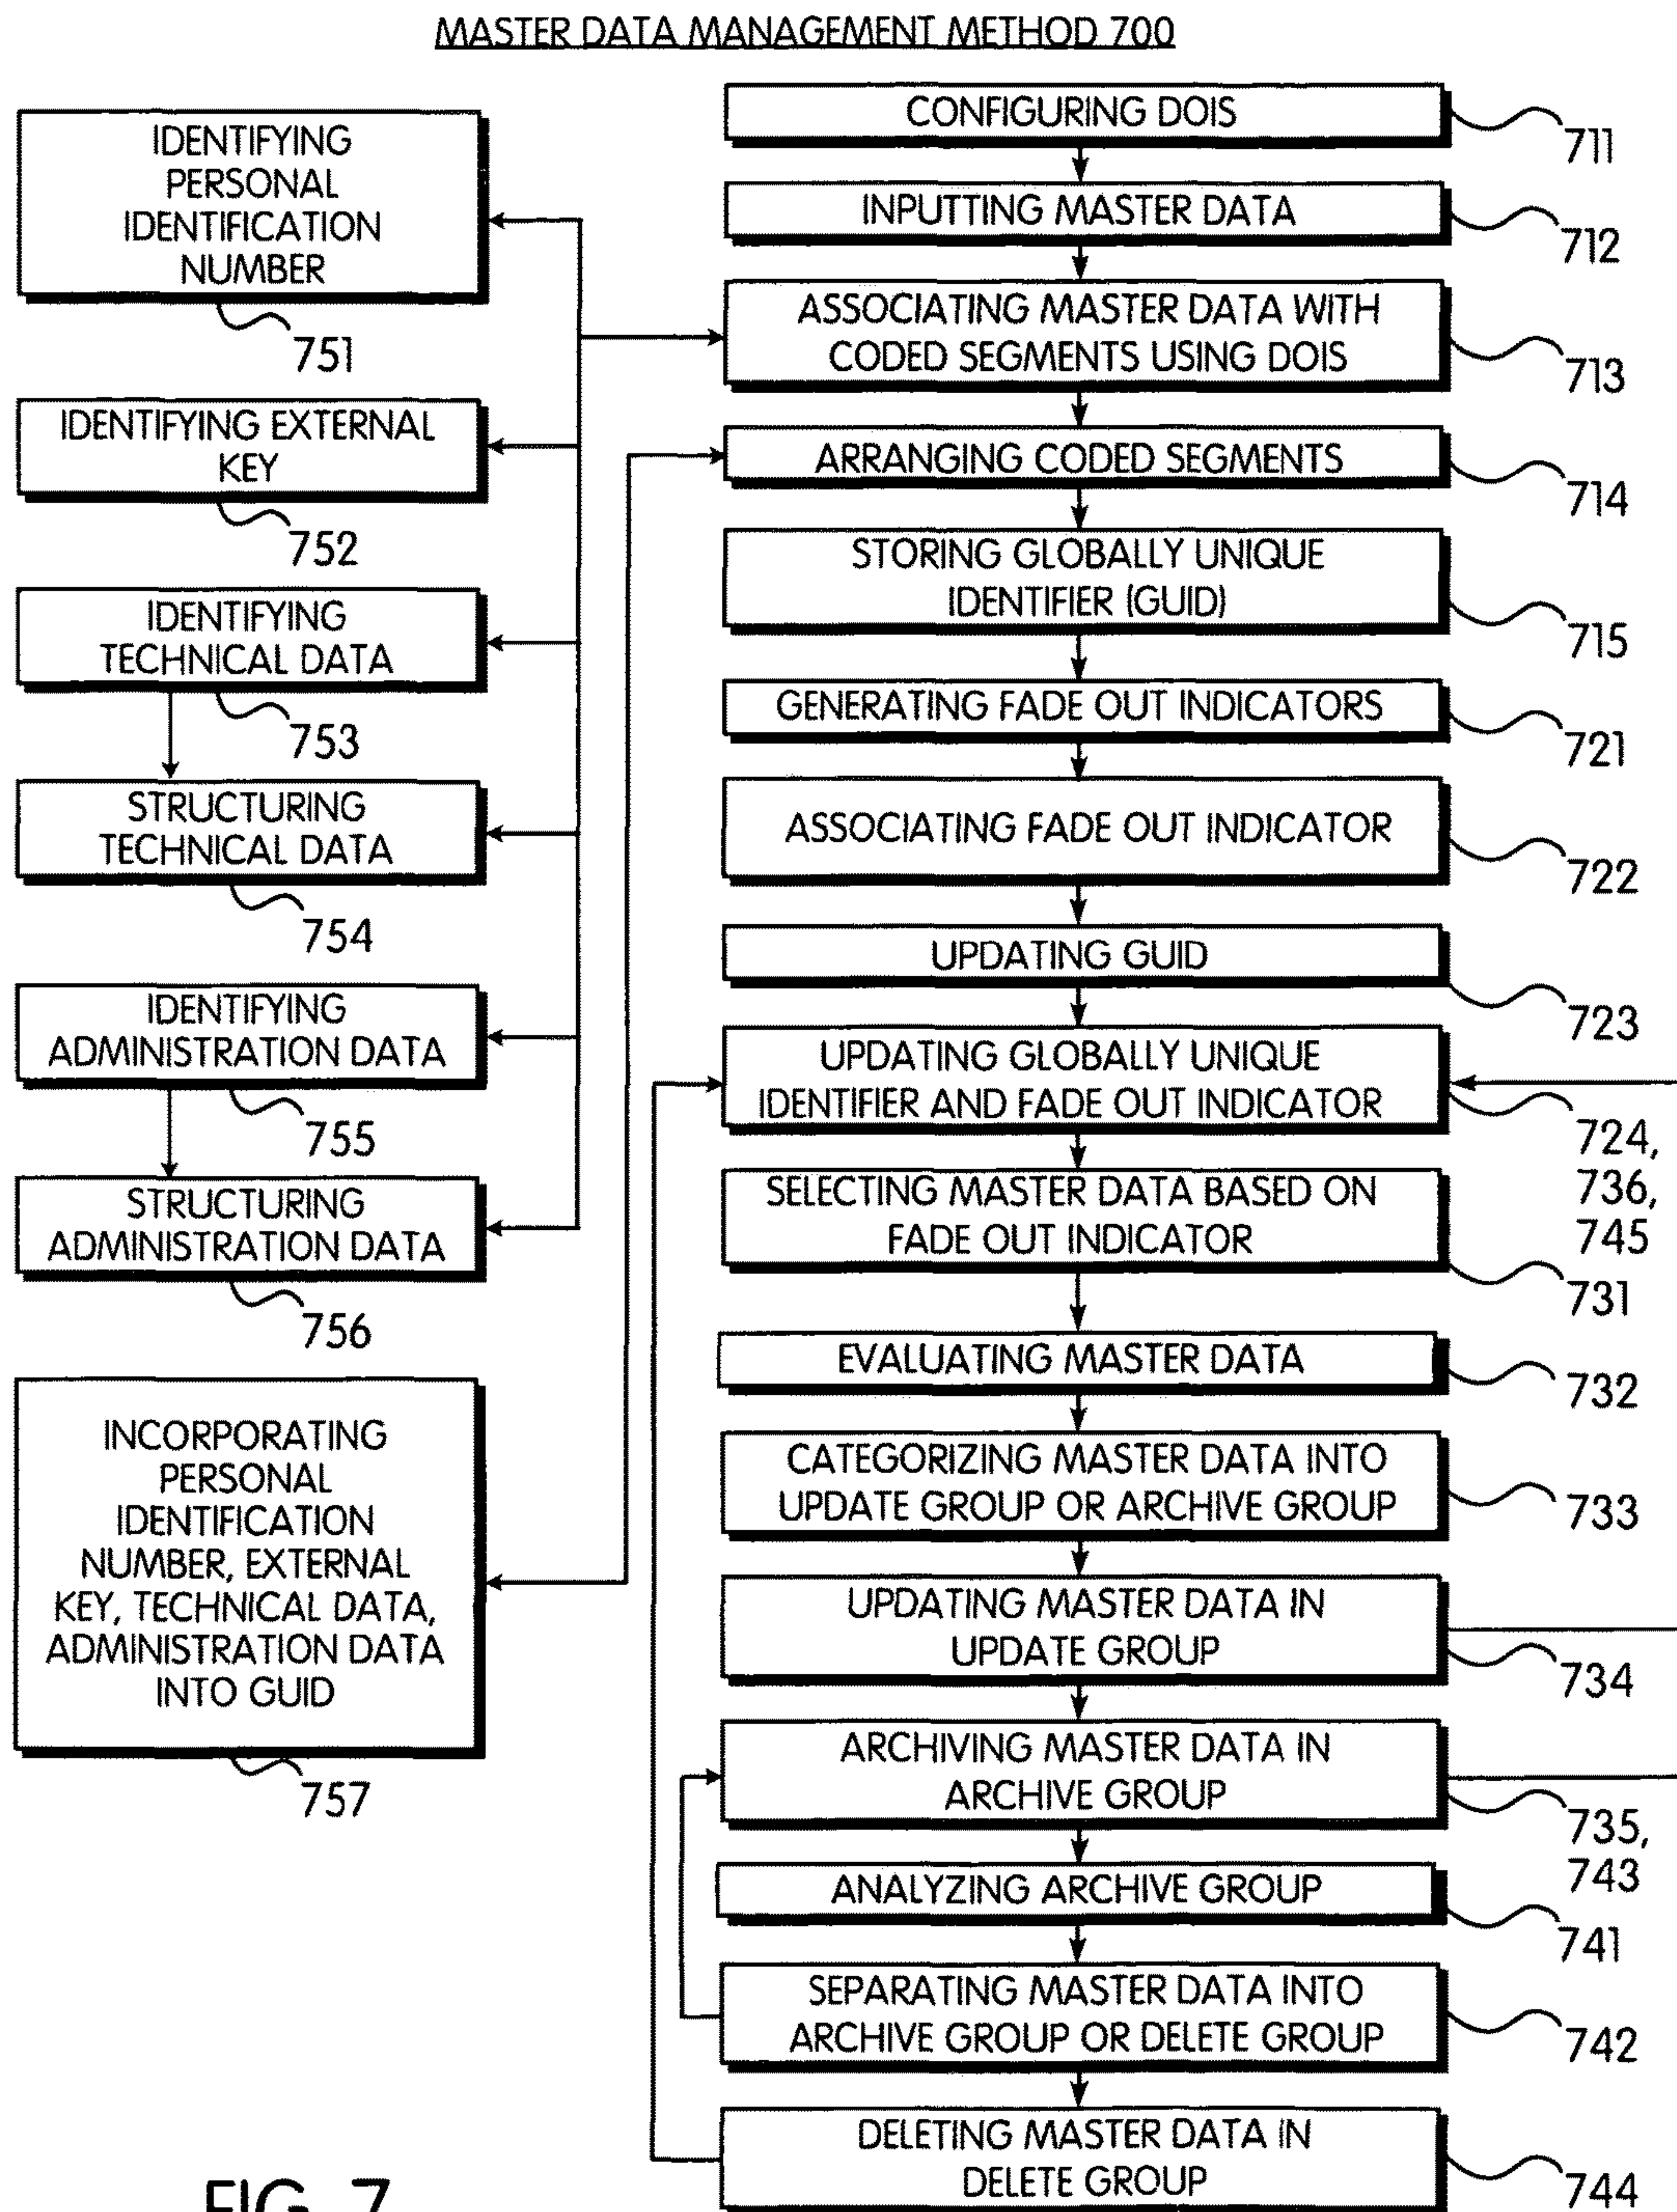 MASTER DATA MANAGEMENT METHOD 700
IDENTIFYING
PERSONAL
IDENTIFICATION
NUMBER
751
IDENTIFYING EXTERNAL
KEY
752
IDENTIFYING
TECHNICAL DATA
753
STRUCTURING
TECHNICAL DATA
754
IDENTIFYING
ADMINISTRATION DATA
755
STRUCTURING
ADMINISTRATION DATA
756
INCORPORATING
PERSONAL
IDENTIFICATION
NUMBER, EXTERNAL
KEY, TECHNICAL DATA,
ADMINISTRATION DATA
INTO GUID
757
CONFIGURING DOIS
711
INPUTTING MASTER DATA
712
ASSOCIATING MASTER DATA WITH
CODED SEGMENTS USING DOIS
713
ARRANGING CODED SEGMENTS
714
STORING GLOBALLY UNIQUE
IDENTIFIER (GUID)
715
GENERATING FADE OUT INDICATORS
721
ASSOCIATING FADE OUT INDICATOR
722
UPDATING GUID
723
UPDATING GLOBALLY UNIQUE
IDENTIFIER AND FADE OUT INDICATOR
724,
736,
745
SELECTING MASTER DATA BASED ON
FADE OUT INDICATOR
731
EVALUATING MASTER DATA
732
CATEGORIZING MASTER DATA INTO
UPDATE GROUP OR ARCHIVE GROUP
733
UPDATING MASTER DATA IN
UPDATE GROUP
734
ARCHIVING MASTER DATA IN
ARCHIVE GROUP
735,
743
ANALYZING ARCHIVE GROUP
741
SEPARATING MASTER DATA INTO
ARCHIVE GROUP OR DELETE GROUP
742
DELETING MASTER DATA IN
DELETE GROUP
744
FIG. 7